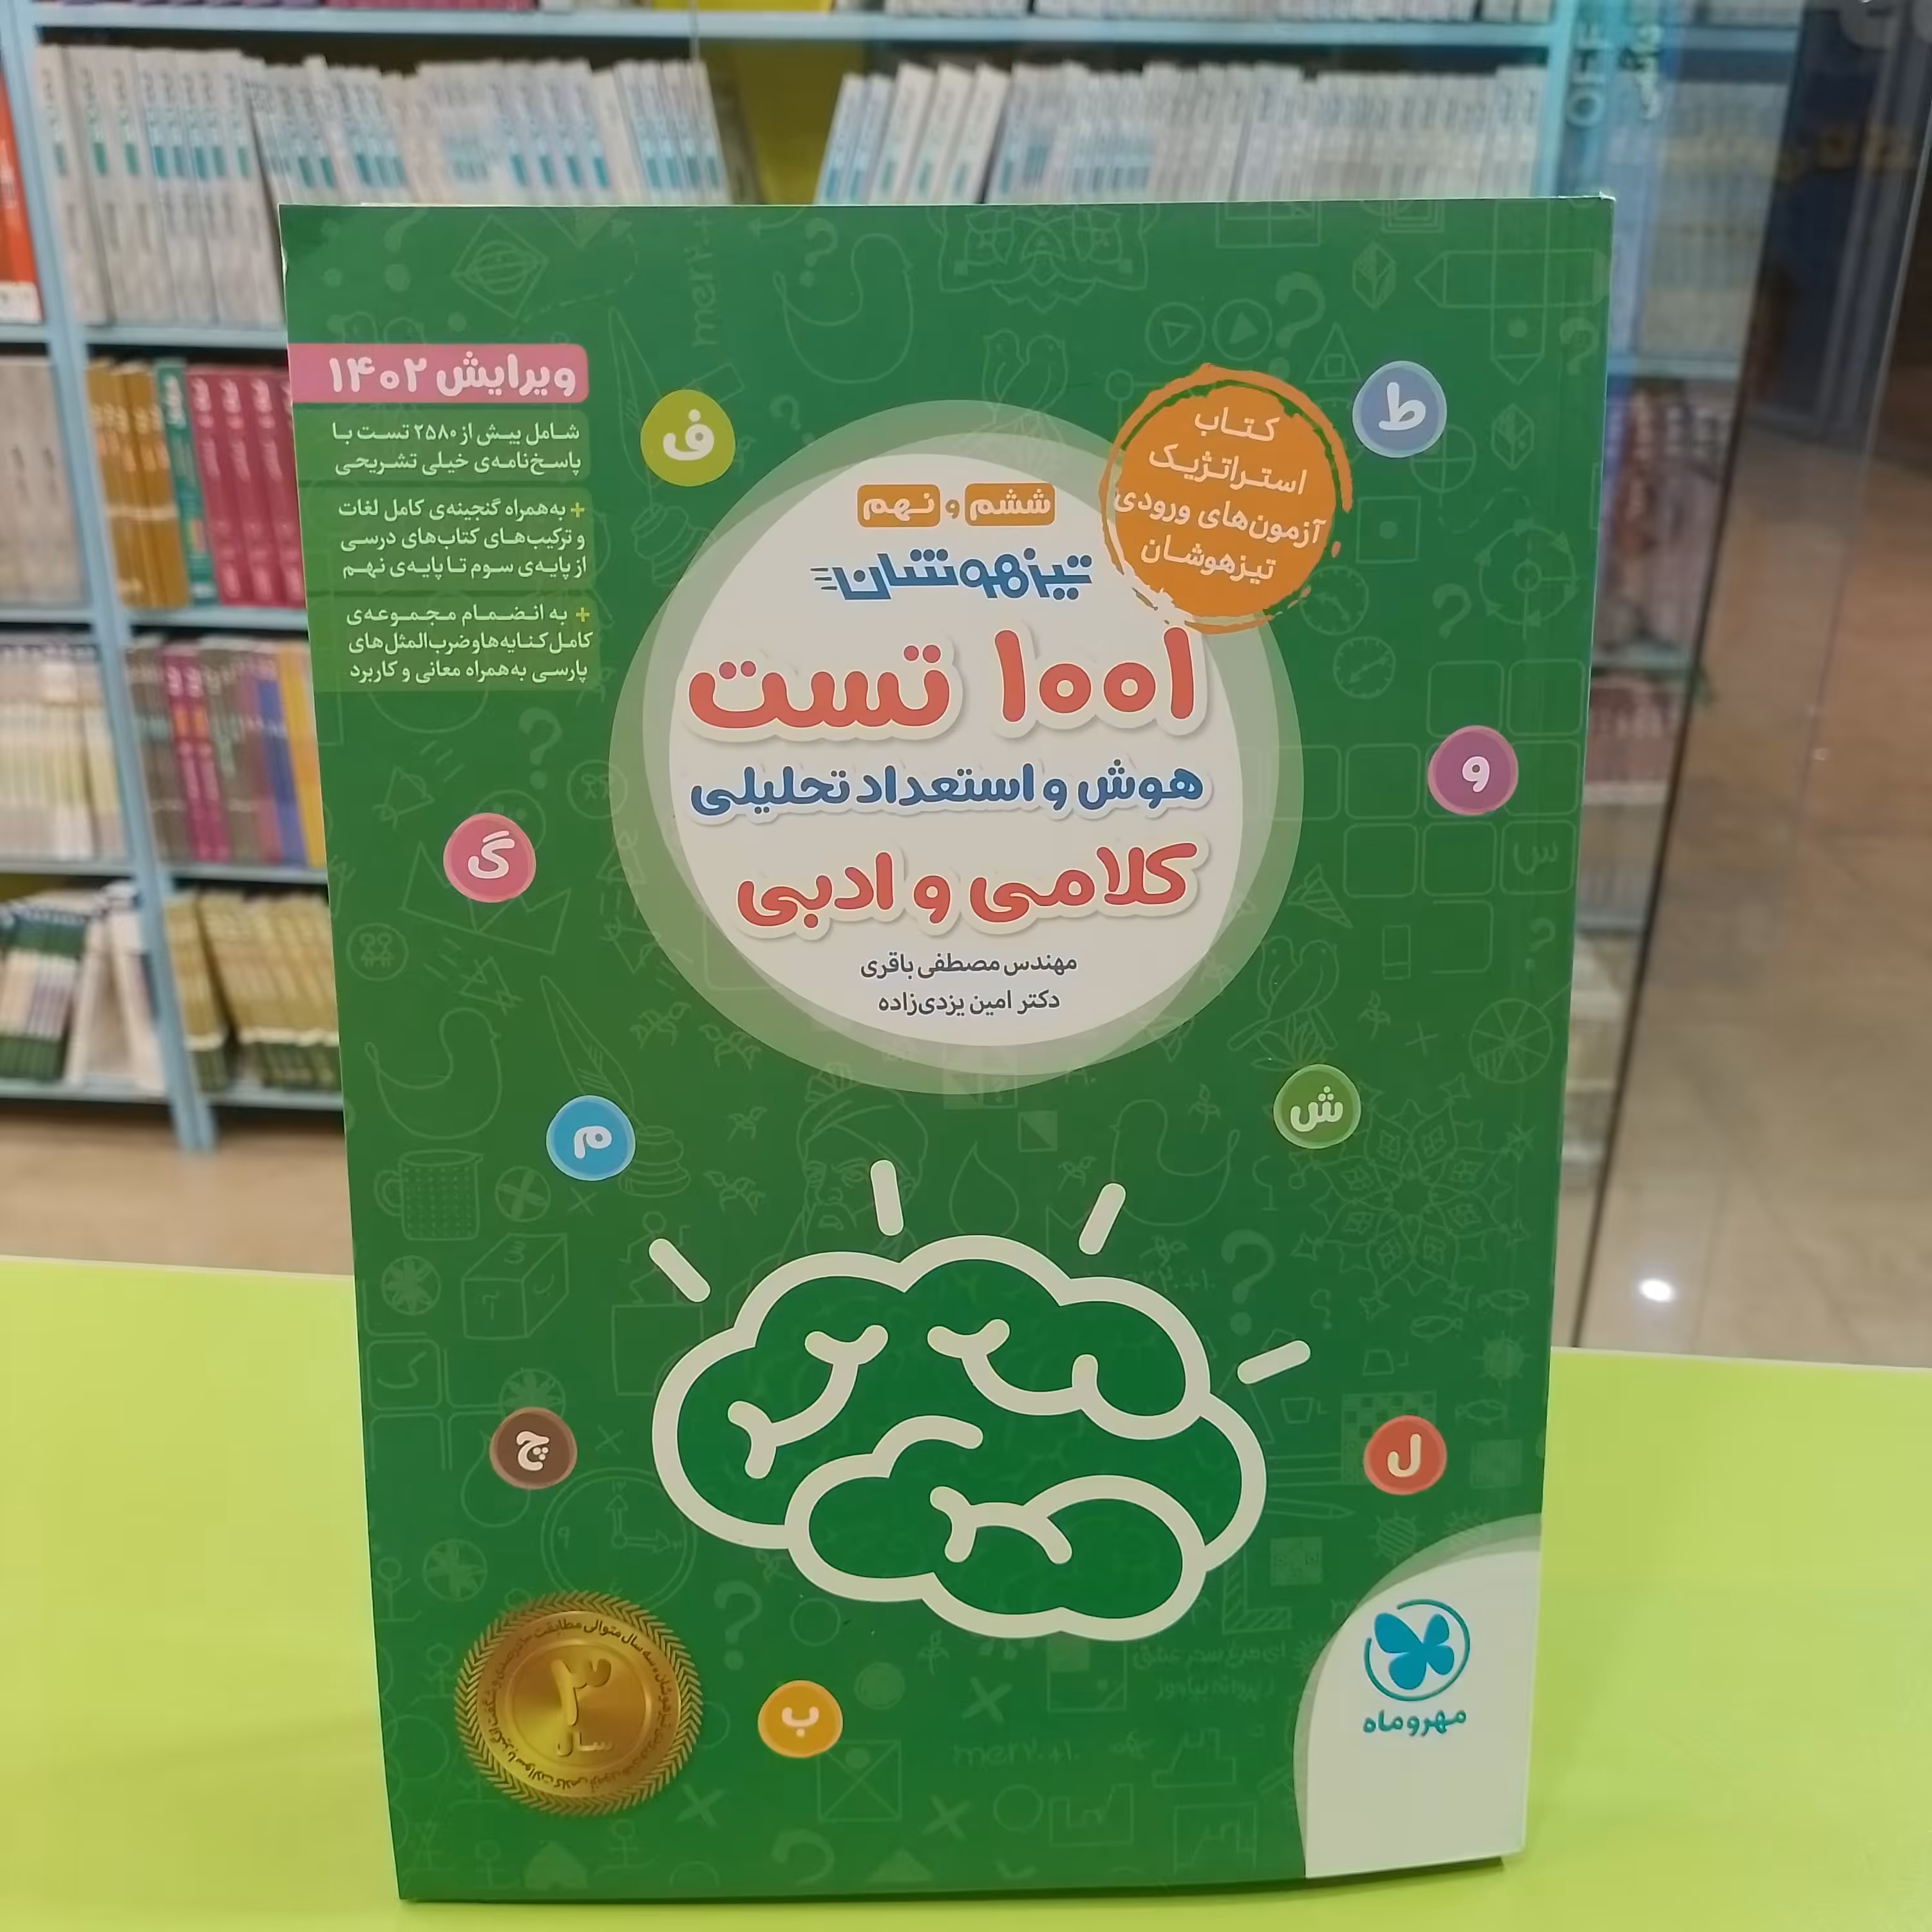 ویرایش ۱۴۰۲
شامل بیش از ۲۵۸۰ تست با
پاسخ‌نامه‌ی خیلی تشریحی
+ به‌همراه گنجینه‌ی کامل لغات
و ترکیب‌های کتاب‌های درسی
از پایه‌ی سوم تا پایه‌ی نهم
+ به انضمام مجموعه‌ی
کامل کنایه‌ها و ضرب‌المثل‌های
پارسی به‌همراه معانی و کاربرد
کتاب
استراتژیک
آزمون‌های ورودی
تیزهوشان
ط
ف
ششم و نهم
تیزهوشان
۱۰۰۱ تست
هوش و استعداد تحلیلی
کلامی و ادبی
مهندس مصطفی باقری
دکتر امین یزدی‌زاده
و
گ
ش
م
چ
ل
ب
۳
سال
مهروماه